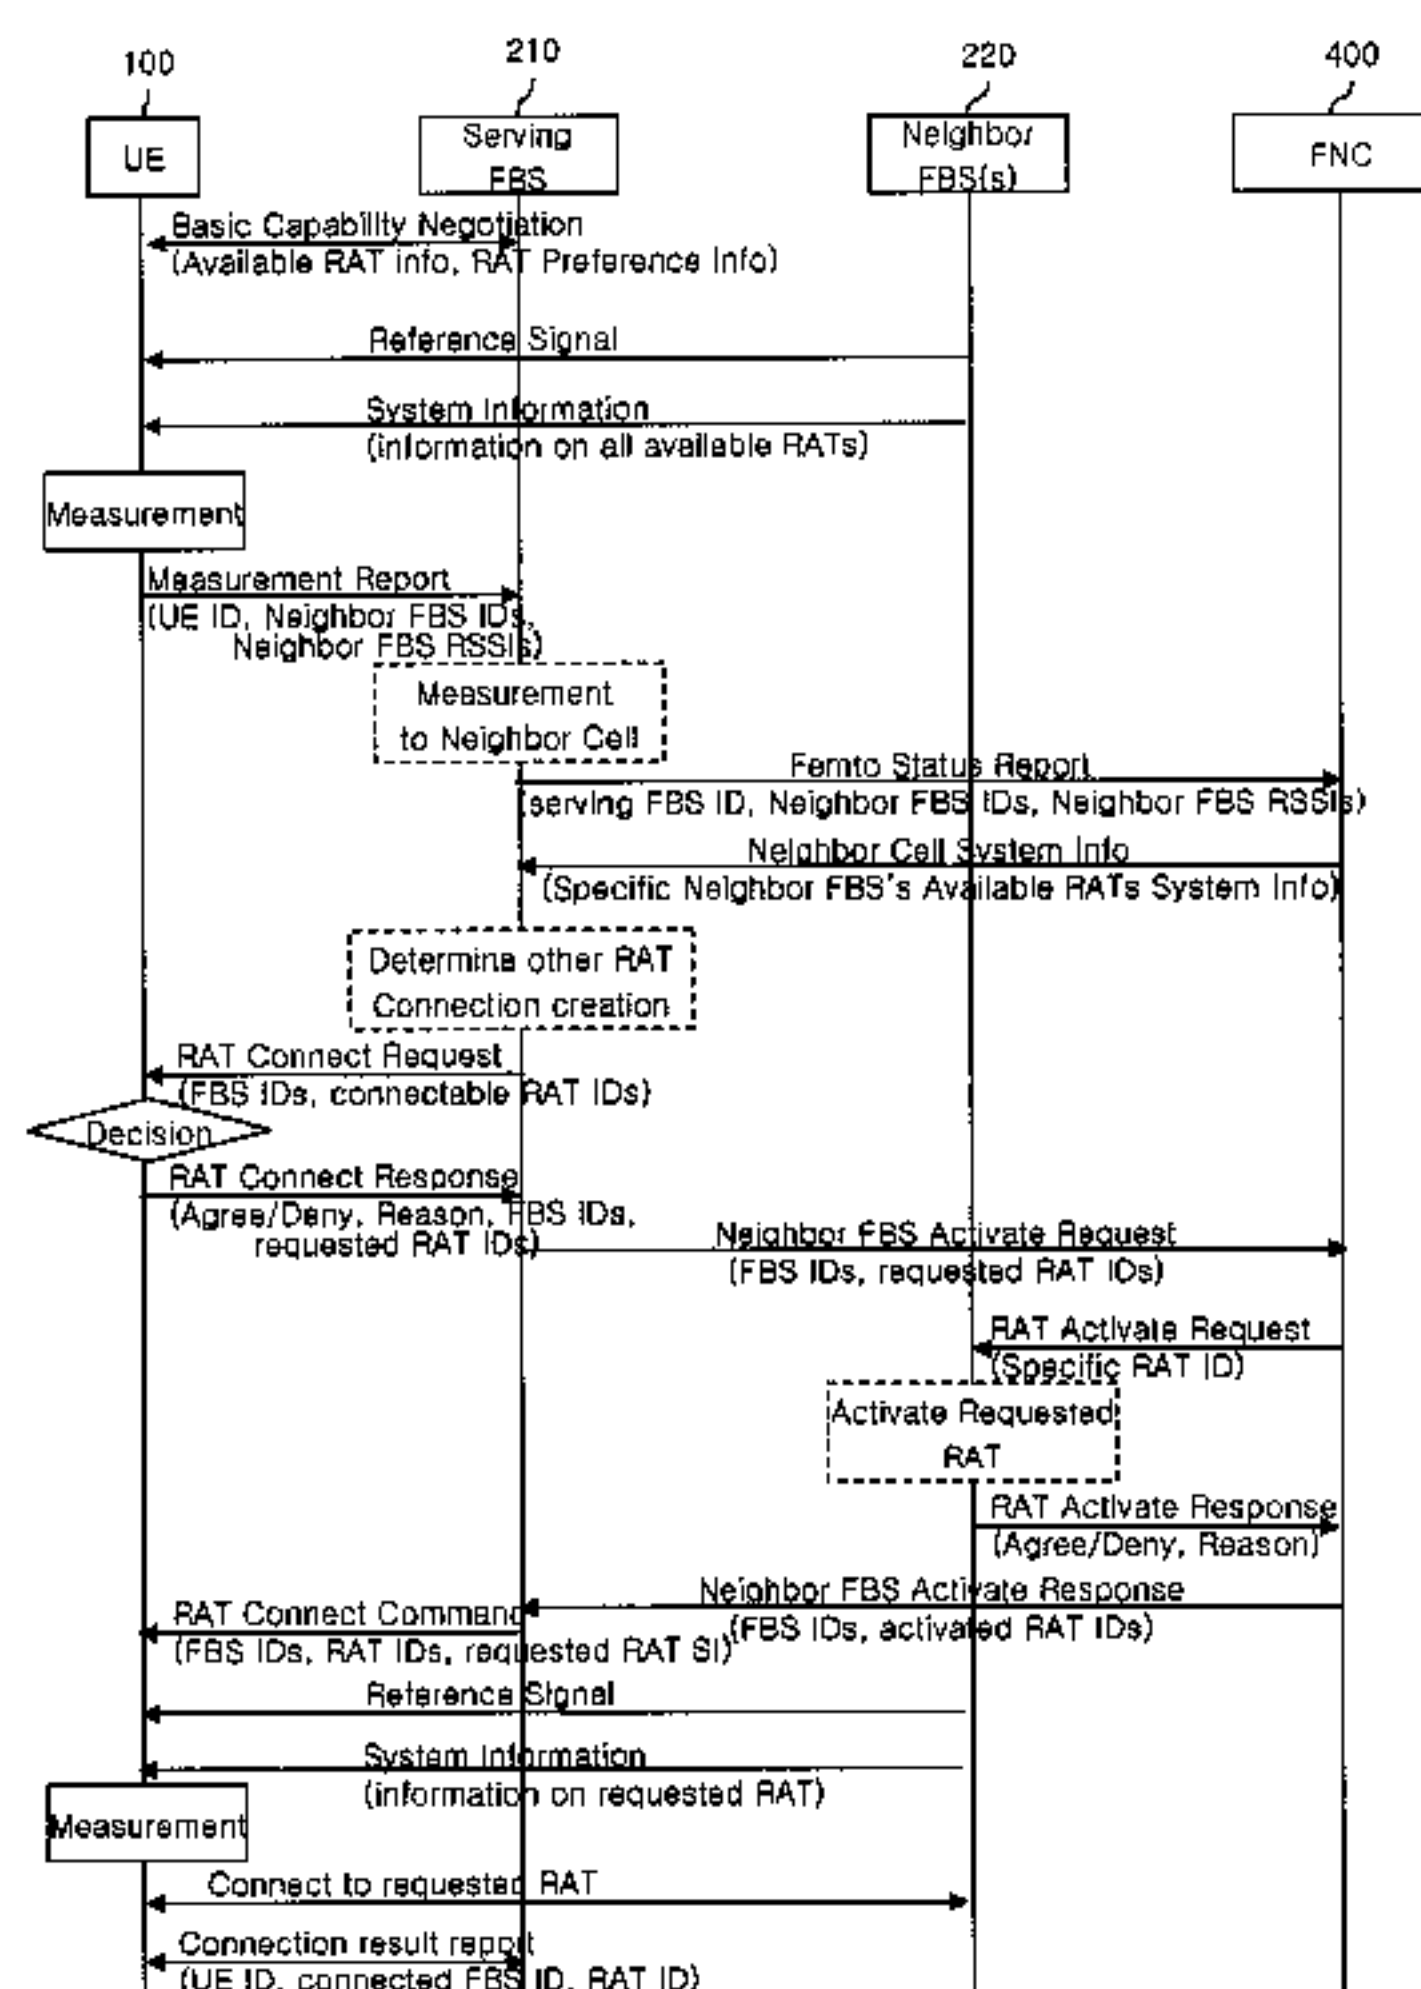 100
210
220
400
UE
Serving
FBS
Neighbor
FBS(s)
FNC
Basic Capability Negotiation
(Available RAT info, RAT Preference Info)
Reference Signal
System Information
(information on all available RATs)
Measurement
Measurement Report
(UE ID, Neighbor FBS IDs,
Neighbor FBS RSSIs)
Measurement
to Neighbor Cell
Femto Status Report
(serving FBS ID, Neighbor FBS IDs, Neighbor FBS RSSIs)
Neighbor Cell System Info
(Specific Neighbor FBS's Available RATs System Info)
Determine other RAT
Connection creation
RAT Connect Request
(FBS IDs, connectable RAT IDs)
Decision
RAT Connect Response
(Agree/Deny, Reason, FBS IDs,
requested RAT IDs)
Neighbor FBS Activate Request
(FBS IDs, requested RAT IDs)
RAT Activate Request
(Specific RAT ID)
Activate Requested
RAT
RAT Activate Response
(Agree/Deny, Reason)
Neighbor FBS Activate Response
(FBS IDs, activated RAT IDs)
RAT Connect Command
(FBS IDs, RAT IDs, requested RAT SI)
Reference Signal
System Information
(information on requested RAT)
Measurement
Connect to requested RAT
Connection result report
(UE ID, connected FBS ID, RAT ID)